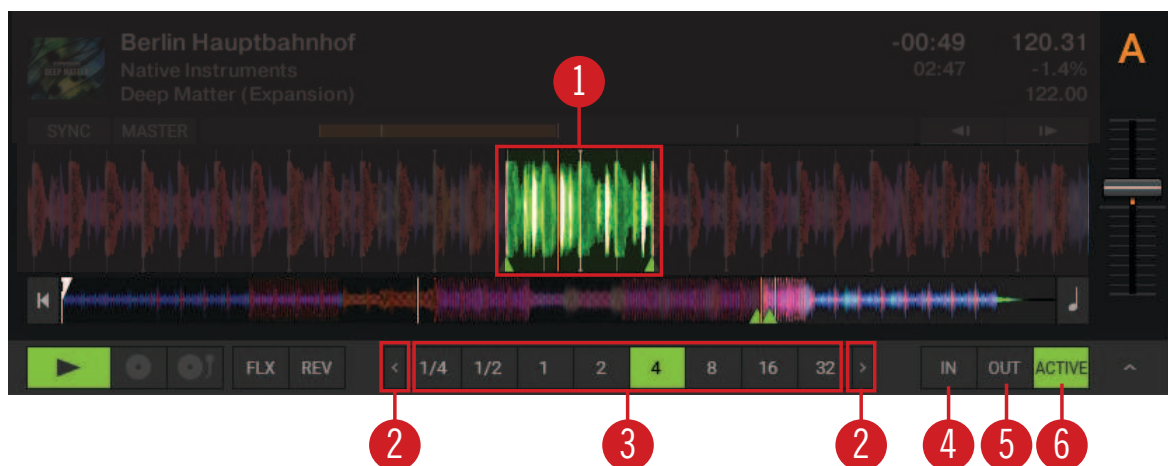 Berlin Hauptbahnhof
Native Instruments
Deep Matter (Expansion)
DEEP MATTER
-00:49 120.31
02:47 -1.4%
122.00
A
1
SYNC MASTER
FLX REV < 1/4 1/2 1 2 4 8 16 32 > IN OUT ACTIVE
2 3 2 4 5 6